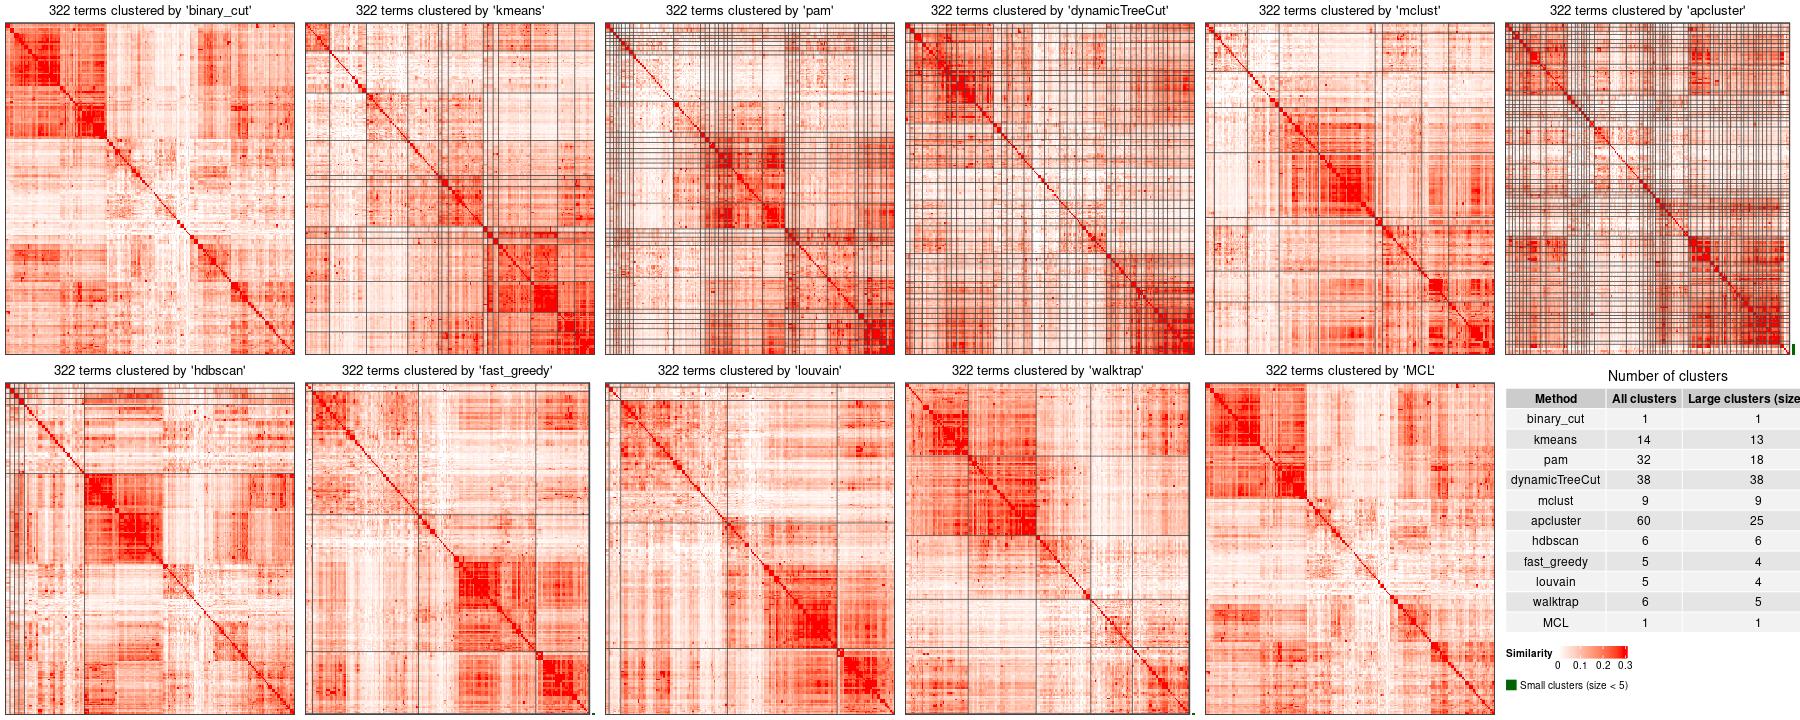 322 terms clustered by 'binary_cut'
322 terms clustered by 'kmeans'
322 terms clustered by 'pam'
322 terms clustered by 'dynamicTreeCut'
322 terms clustered by 'mclust'
322 terms clustered by 'apcluster'
322 terms clustered by 'hdbscan'
322 terms clustered by 'fast_greedy'
322 terms clustered by 'louvain'
322 terms clustered by 'walktrap'
322 terms clustered by 'MCL'
Number of clusters
Method All clusters Large clusters (size
binary_cut 1 1
kmeans 14 13
pam 32 18
dynamicTreeCut 38 38
mclust 9 9
apcluster 60 25
hdbscan 6 6
fast_greedy 5 4
louvain 5 4
walktrap 6 5
MCL 1 1
Similarity
0 0.1 0.2 0.3
Small clusters (size < 5)